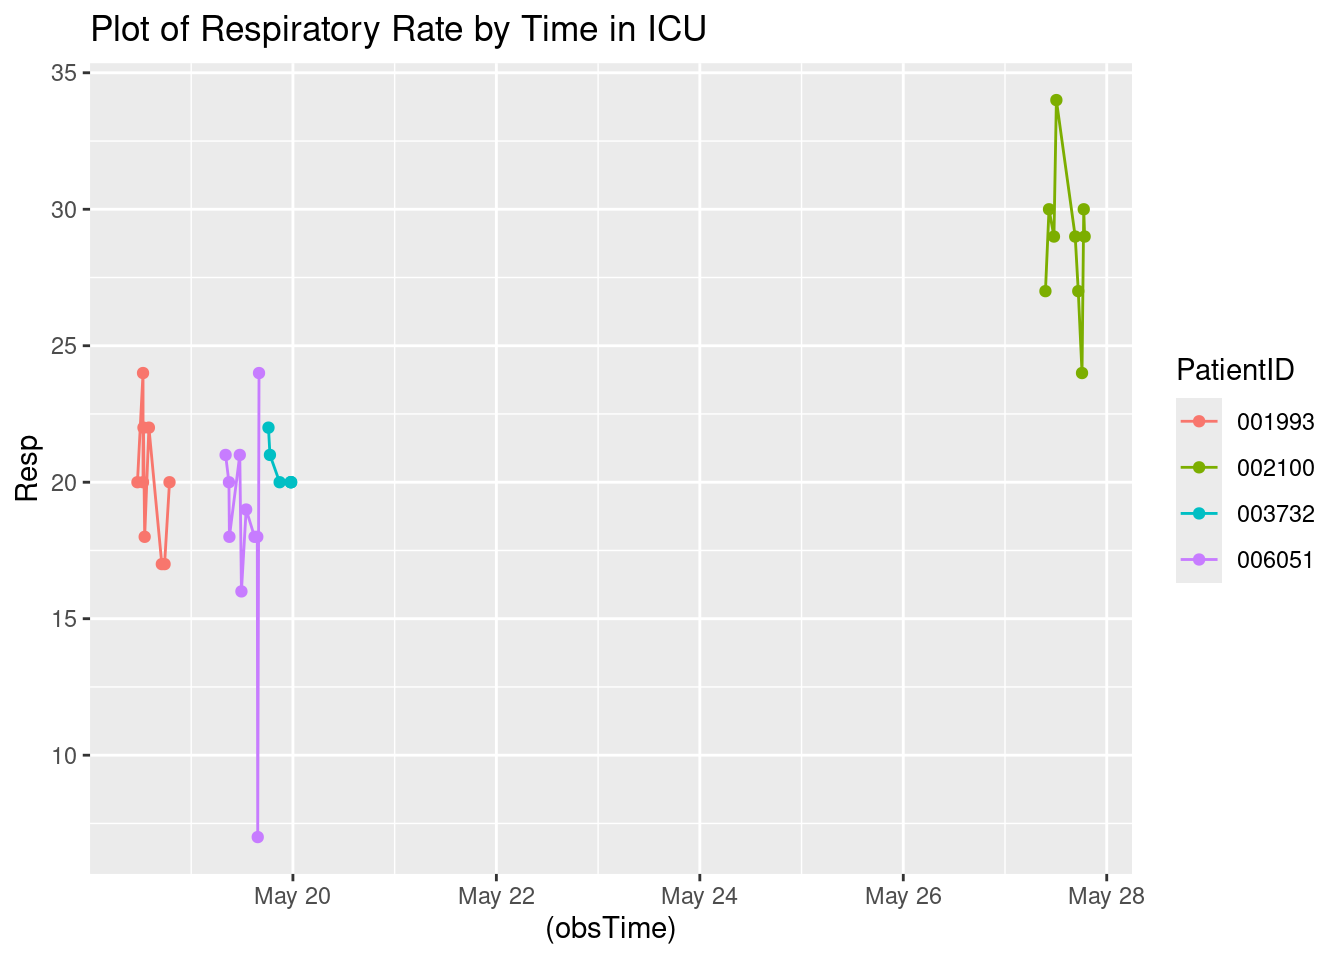 Plot of Respiratory Rate by Time in ICU
35
30
25
20
15
10
Resp
May 20 May 22 May 24 May 26 May 28
(obsTime)
PatientID
001993
002100
003732
006051